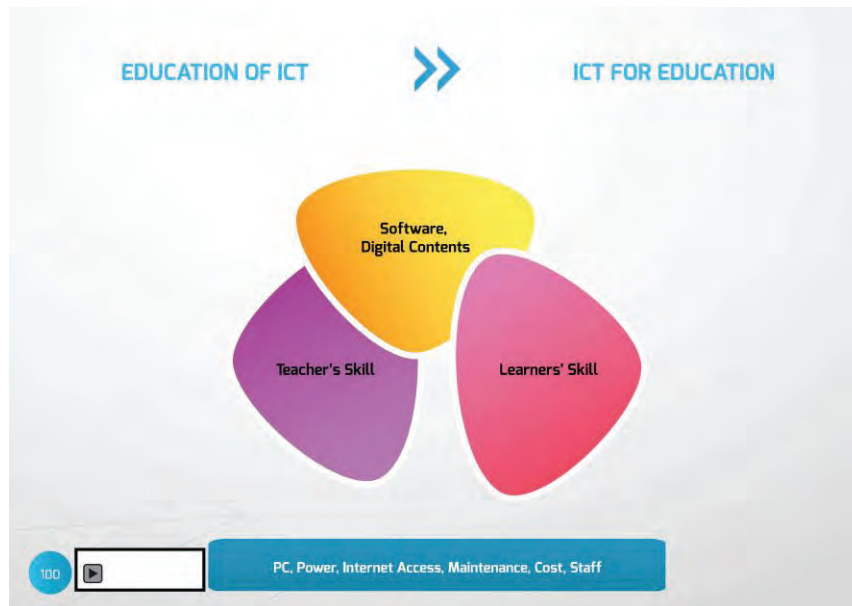 EDUCATION OF ICT
ICT FOR EDUCATION
Software,
Digital Contents
Teacher's Skill
Learners' Skill
100
PC, Power, Internet Access, Maintenance, Cost, Staff